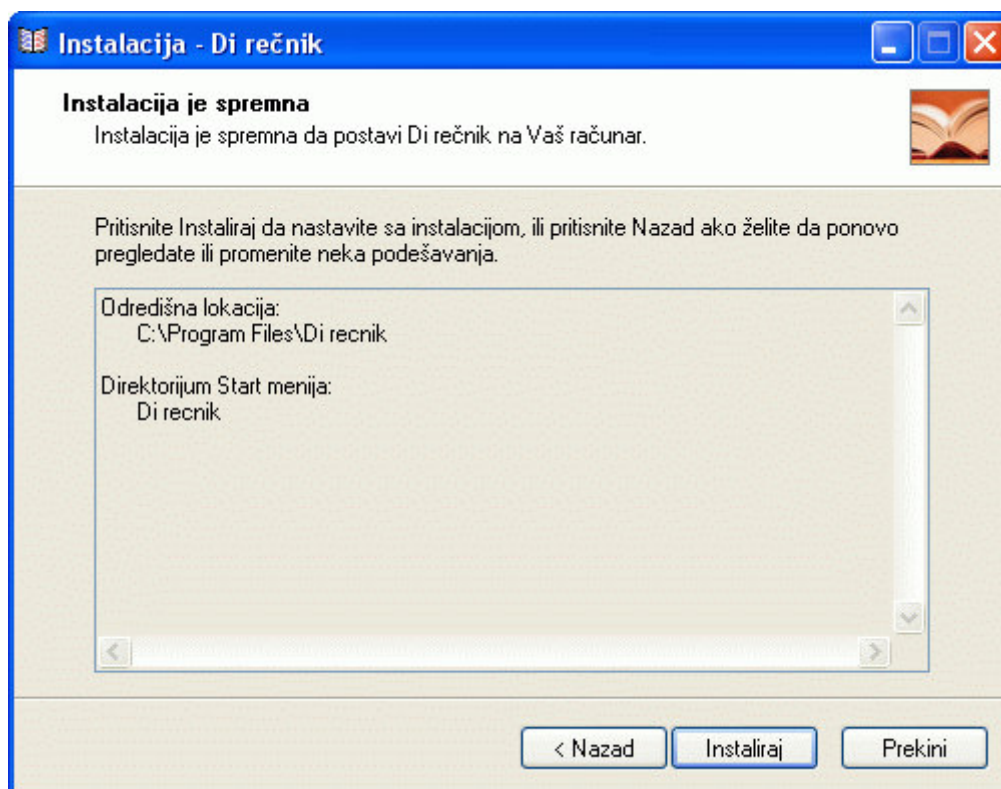 Instalacija - Di rečnik
Instalacija je spremna
Instalacija je spremna da postavi Di rečnik na Vaš računar.
Pritisnite Instaliraj da nastavite sa instalacijom, ili pritisnite Nazad ako želite da ponovo
pregledate ili promenite neka podešavanja.
Odredišna lokacija:
C:\Program Files\Di recnik
Direktorijum Start menija:
Di recnik
< Nazad
Instaliraj
Prekini